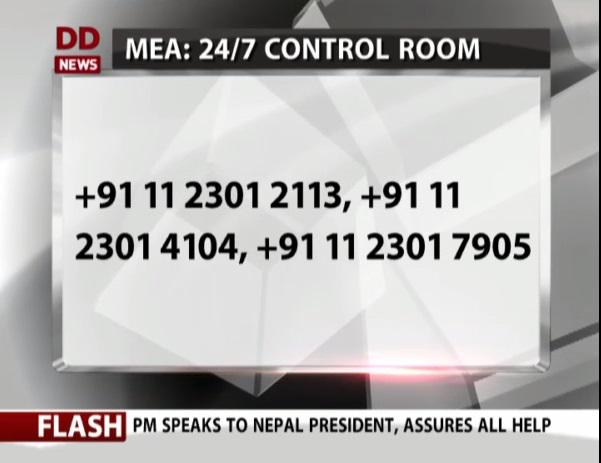 DD
NEWS
MEA: 24/7 CONTROL ROOM
+91 11 2301 2113, +91 11
2301 4104, +91 11 2301 7905
FLASH PM SPEAKS TO NEPAL PRESIDENT, ASSURES ALL HELP